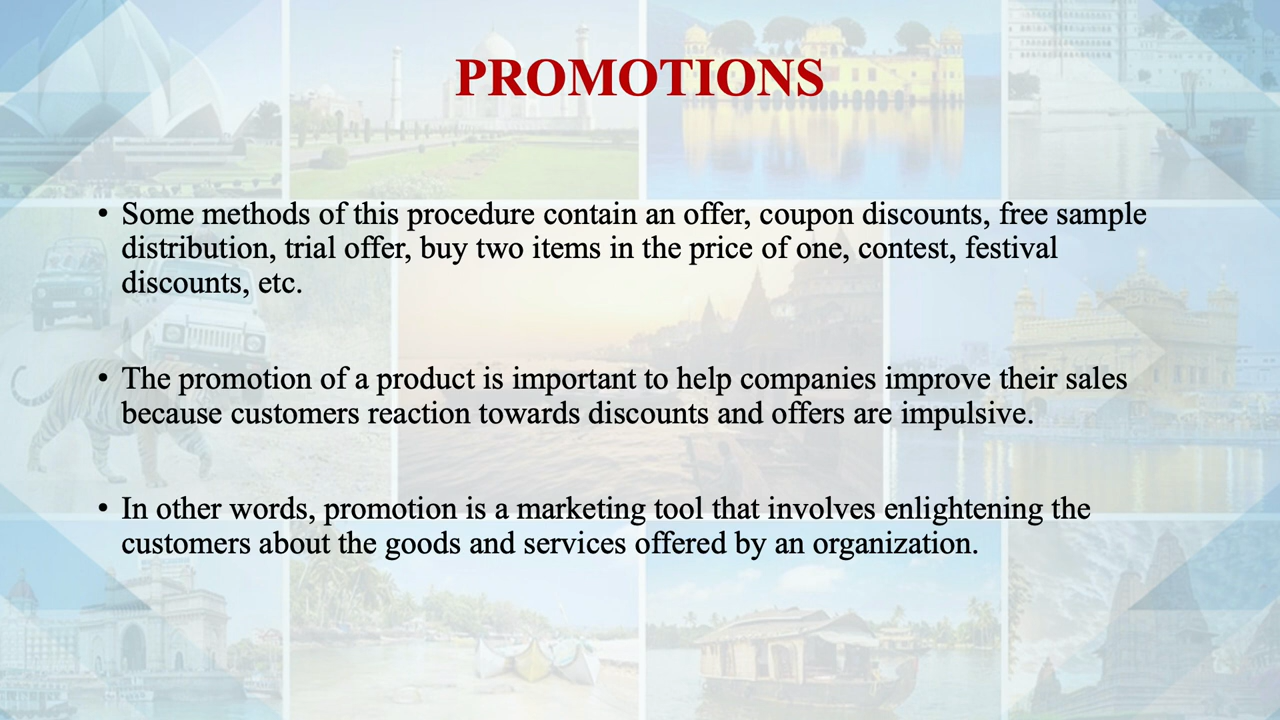 PROMOTIONS
• Some methods of this procedure contain an offer, coupon discounts, free sample
distribution, trial offer, buy two items in the price of one, contest, festival
discounts, etc.
• The promotion of a product is important to help companies improve their sales
because customers reaction towards discounts and offers are impulsive.
• In other words, promotion is a marketing tool that involves enlightening the
customers about the goods and services offered by an organization.